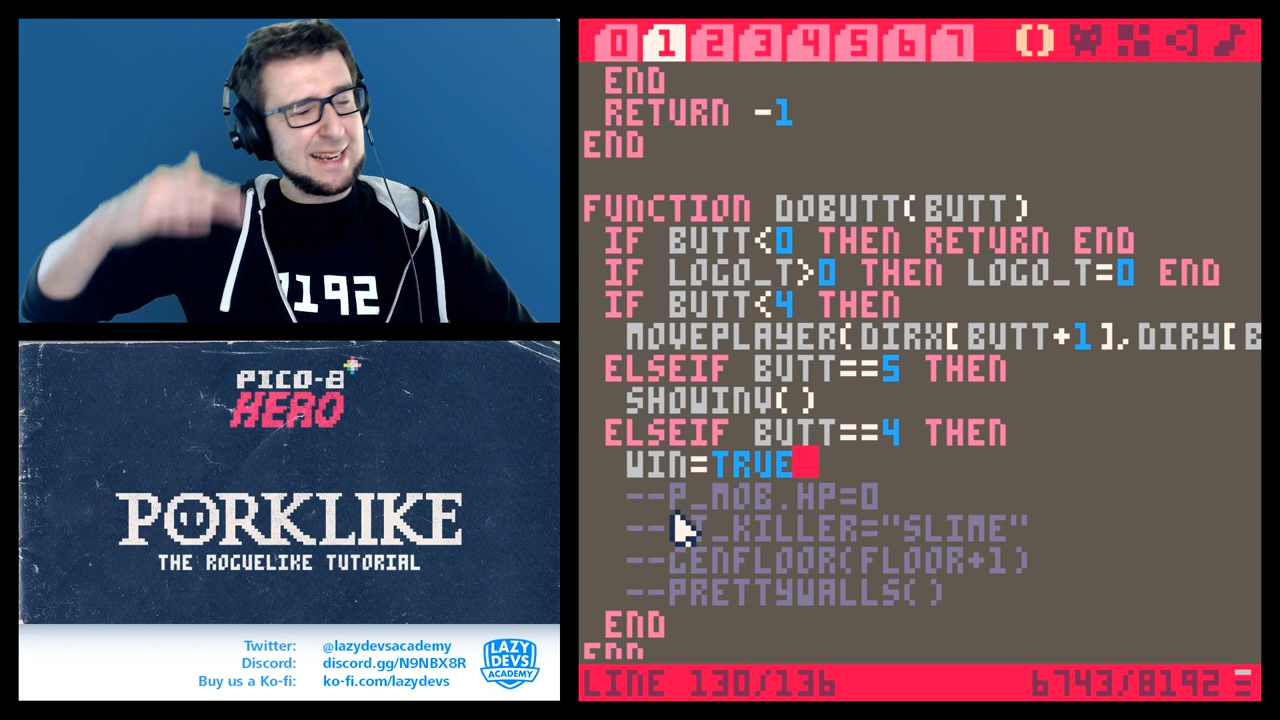 1192
PICO-8
HERO
PORKLIKE
THE ROGUELIKE TUTORIAL
Twitter: @lazydevsacademy
Discord: discord.gg/N9NBX8R
Buy us a Ko-fi: ko-fi.com/lazydevs
LAZY
DEVS
ACADEMY
0 1 2 3 4 5 6 7 ()
END
RETURN -1
END
FUNCTION DOBUTT(BUTT)
IF BUTT<0 THEN RETURN END
IF LOGO_T>0 THEN LOGO_T=0 END
IF BUTT<4 THEN
MOVEPLAYER(DIRX[BUTT+1],DIRY[B
ELSEIF BUTT==5 THEN
SHOWINV()
ELSEIF BUTT==4 THEN
WIN=TRUE
--P_MOB.HP=0
_KILLER="SLIME"
--GENFLOOR(FLOOR+1)
--PRETTYWALLS()
END
END
LINE 130/136 6743/8192